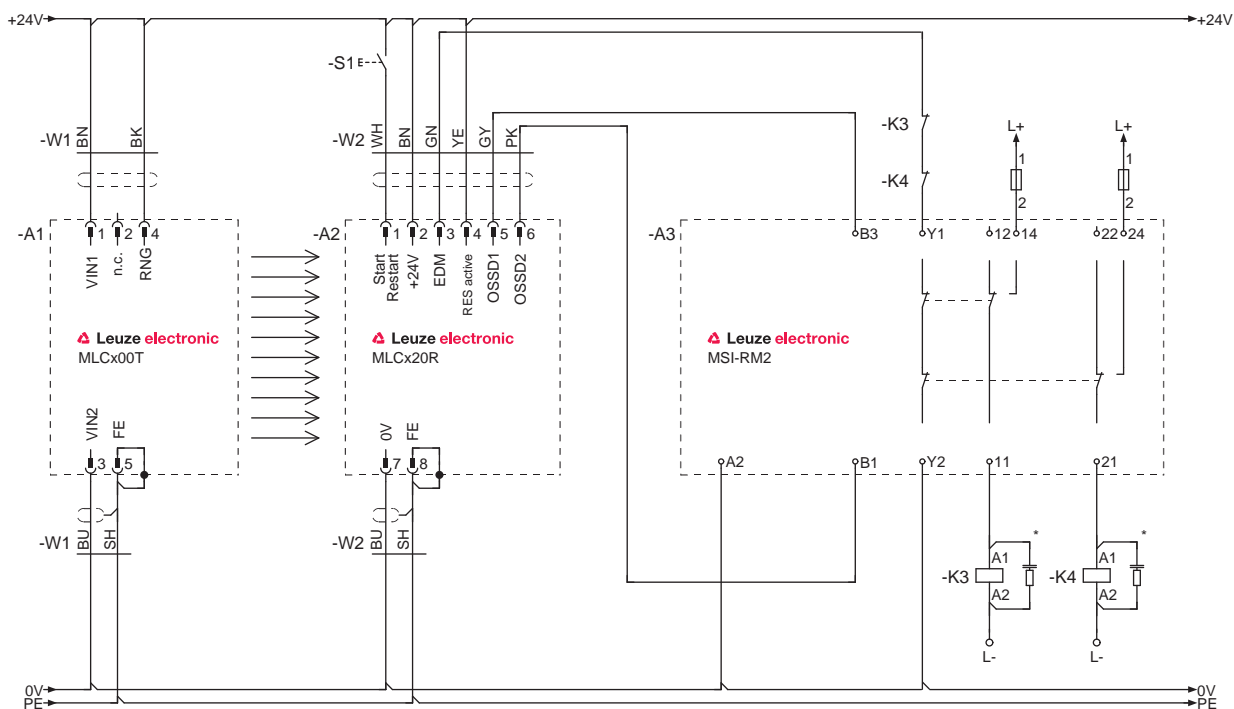 +24V
+24V
-S1
-K3
L+
L+
-W1
BN
BK
-W2
WH
BN
GN
YE
GY
PK
1
1
-K4
2
2
-A1
1
2
4
-A2
1
2
3
4
5
6
-A3
B3
Y1
12
14
22
24
VIN1
n.c.
RNG
Start
Restart
+24V
EDM
RES active
OSSD1
OSSD2
Leuze electronic
MLCx00T
Leuze electronic
MLCx20R
Leuze electronic
MSI-RM2
VIN2
FE
0V
FE
3
5
7
8
A2
B1
Y2
11
21
-W1
BU
SH
-W2
BU
SH
*
*
-K3
A1
A2
-K4
A1
A2
L-
L-
0V
0V
PE
PE